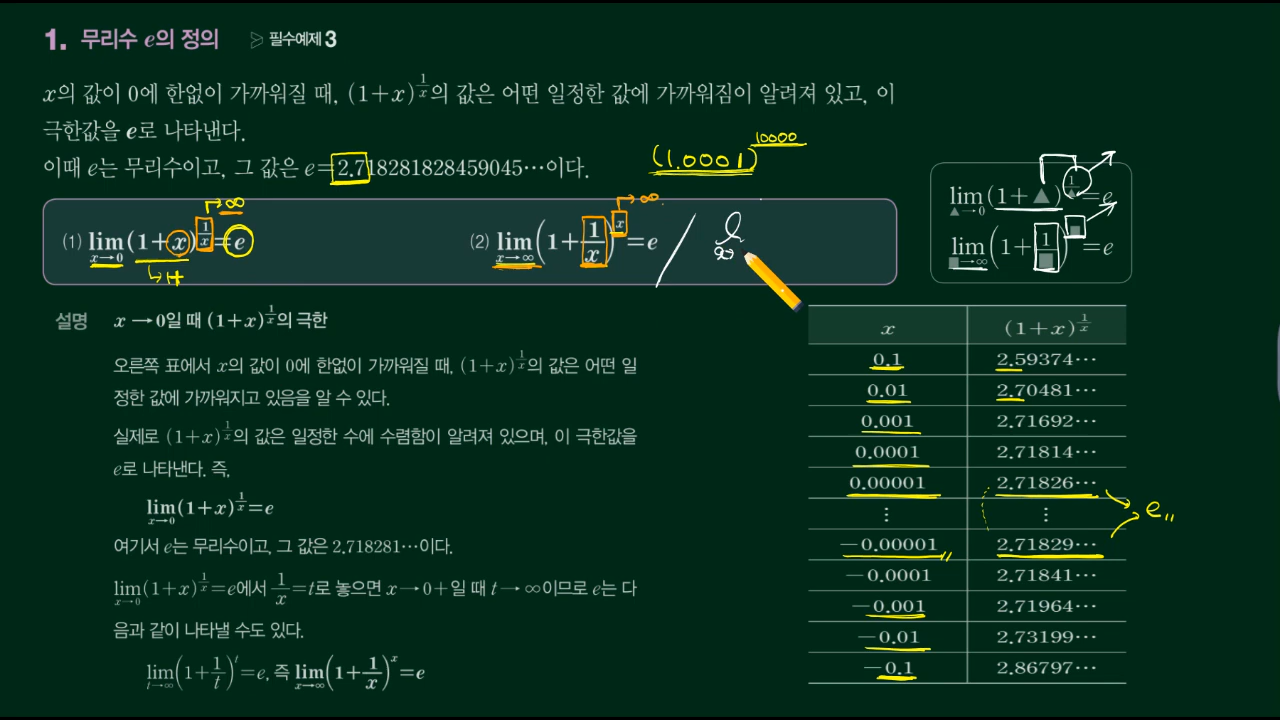 1. 무리수 e의 정의 ▷ 필수예제 3
x의 값이 0에 한없이 가까워질 때, (1+x)^{1/x}의 값은 어떤 일정한 값에 가까워짐이 알려져 있고, 이
극한값을 e로 나타낸다.
이때 e는 무리수이고, 그 값은 e=2.718281828459045⋯이다.
(1.0001)^{10000}
(1) lim_{x→0}(1+x)^{1/x}=e
→∞
↳1+
(2) lim_{x→∞}(1+1/x)^x=e /
→∞
lim_{▲→0}(1+▲)^{1/▲}=e
lim_{■→∞}(1+1/■)^■=e
설명 x→0일 때 (1+x)^{1/x}의 극한
오른쪽 표에서 x의 값이 0에 한없이 가까워질 때, (1+x)^{1/x}의 값은 어떤 일
정한 값에 가까워지고 있음을 알 수 있다.
실제로 (1+x)^{1/x}의 값은 일정한 수에 수렴함이 알려져 있으며, 이 극한값을
e로 나타낸다. 즉,
lim_{x→0}(1+x)^{1/x}=e
여기서 e는 무리수이고, 그 값은 2.718281⋯이다.
lim_{x→0}(1+x)^{1/x}=e에서 1/x=t로 놓으면 x→0+일 때 t→∞이므로 e는 다
음과 같이 나타낼 수도 있다.
lim_{t→∞}(1+1/t)^t=e, 즉 lim_{x→∞}(1+1/x)^x=e
x (1+x)^{1/x}
0.1 2.59374⋯
0.01 2.70481⋯
0.001 2.71692⋯
0.0001 2.71814⋯
0.00001 2.71826⋯
⋮ ⋮
e
−0.00001 2.71829⋯
−0.0001 2.71841⋯
−0.001 2.71964⋯
−0.01 2.73199⋯
−0.1 2.86797⋯